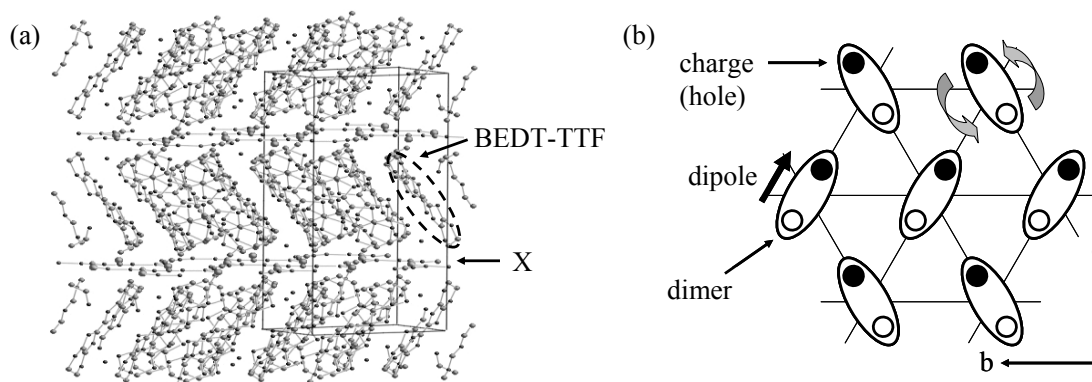 (a)
BEDT-TTF
X
(b)
charge
(hole)
dipole
dimer
b